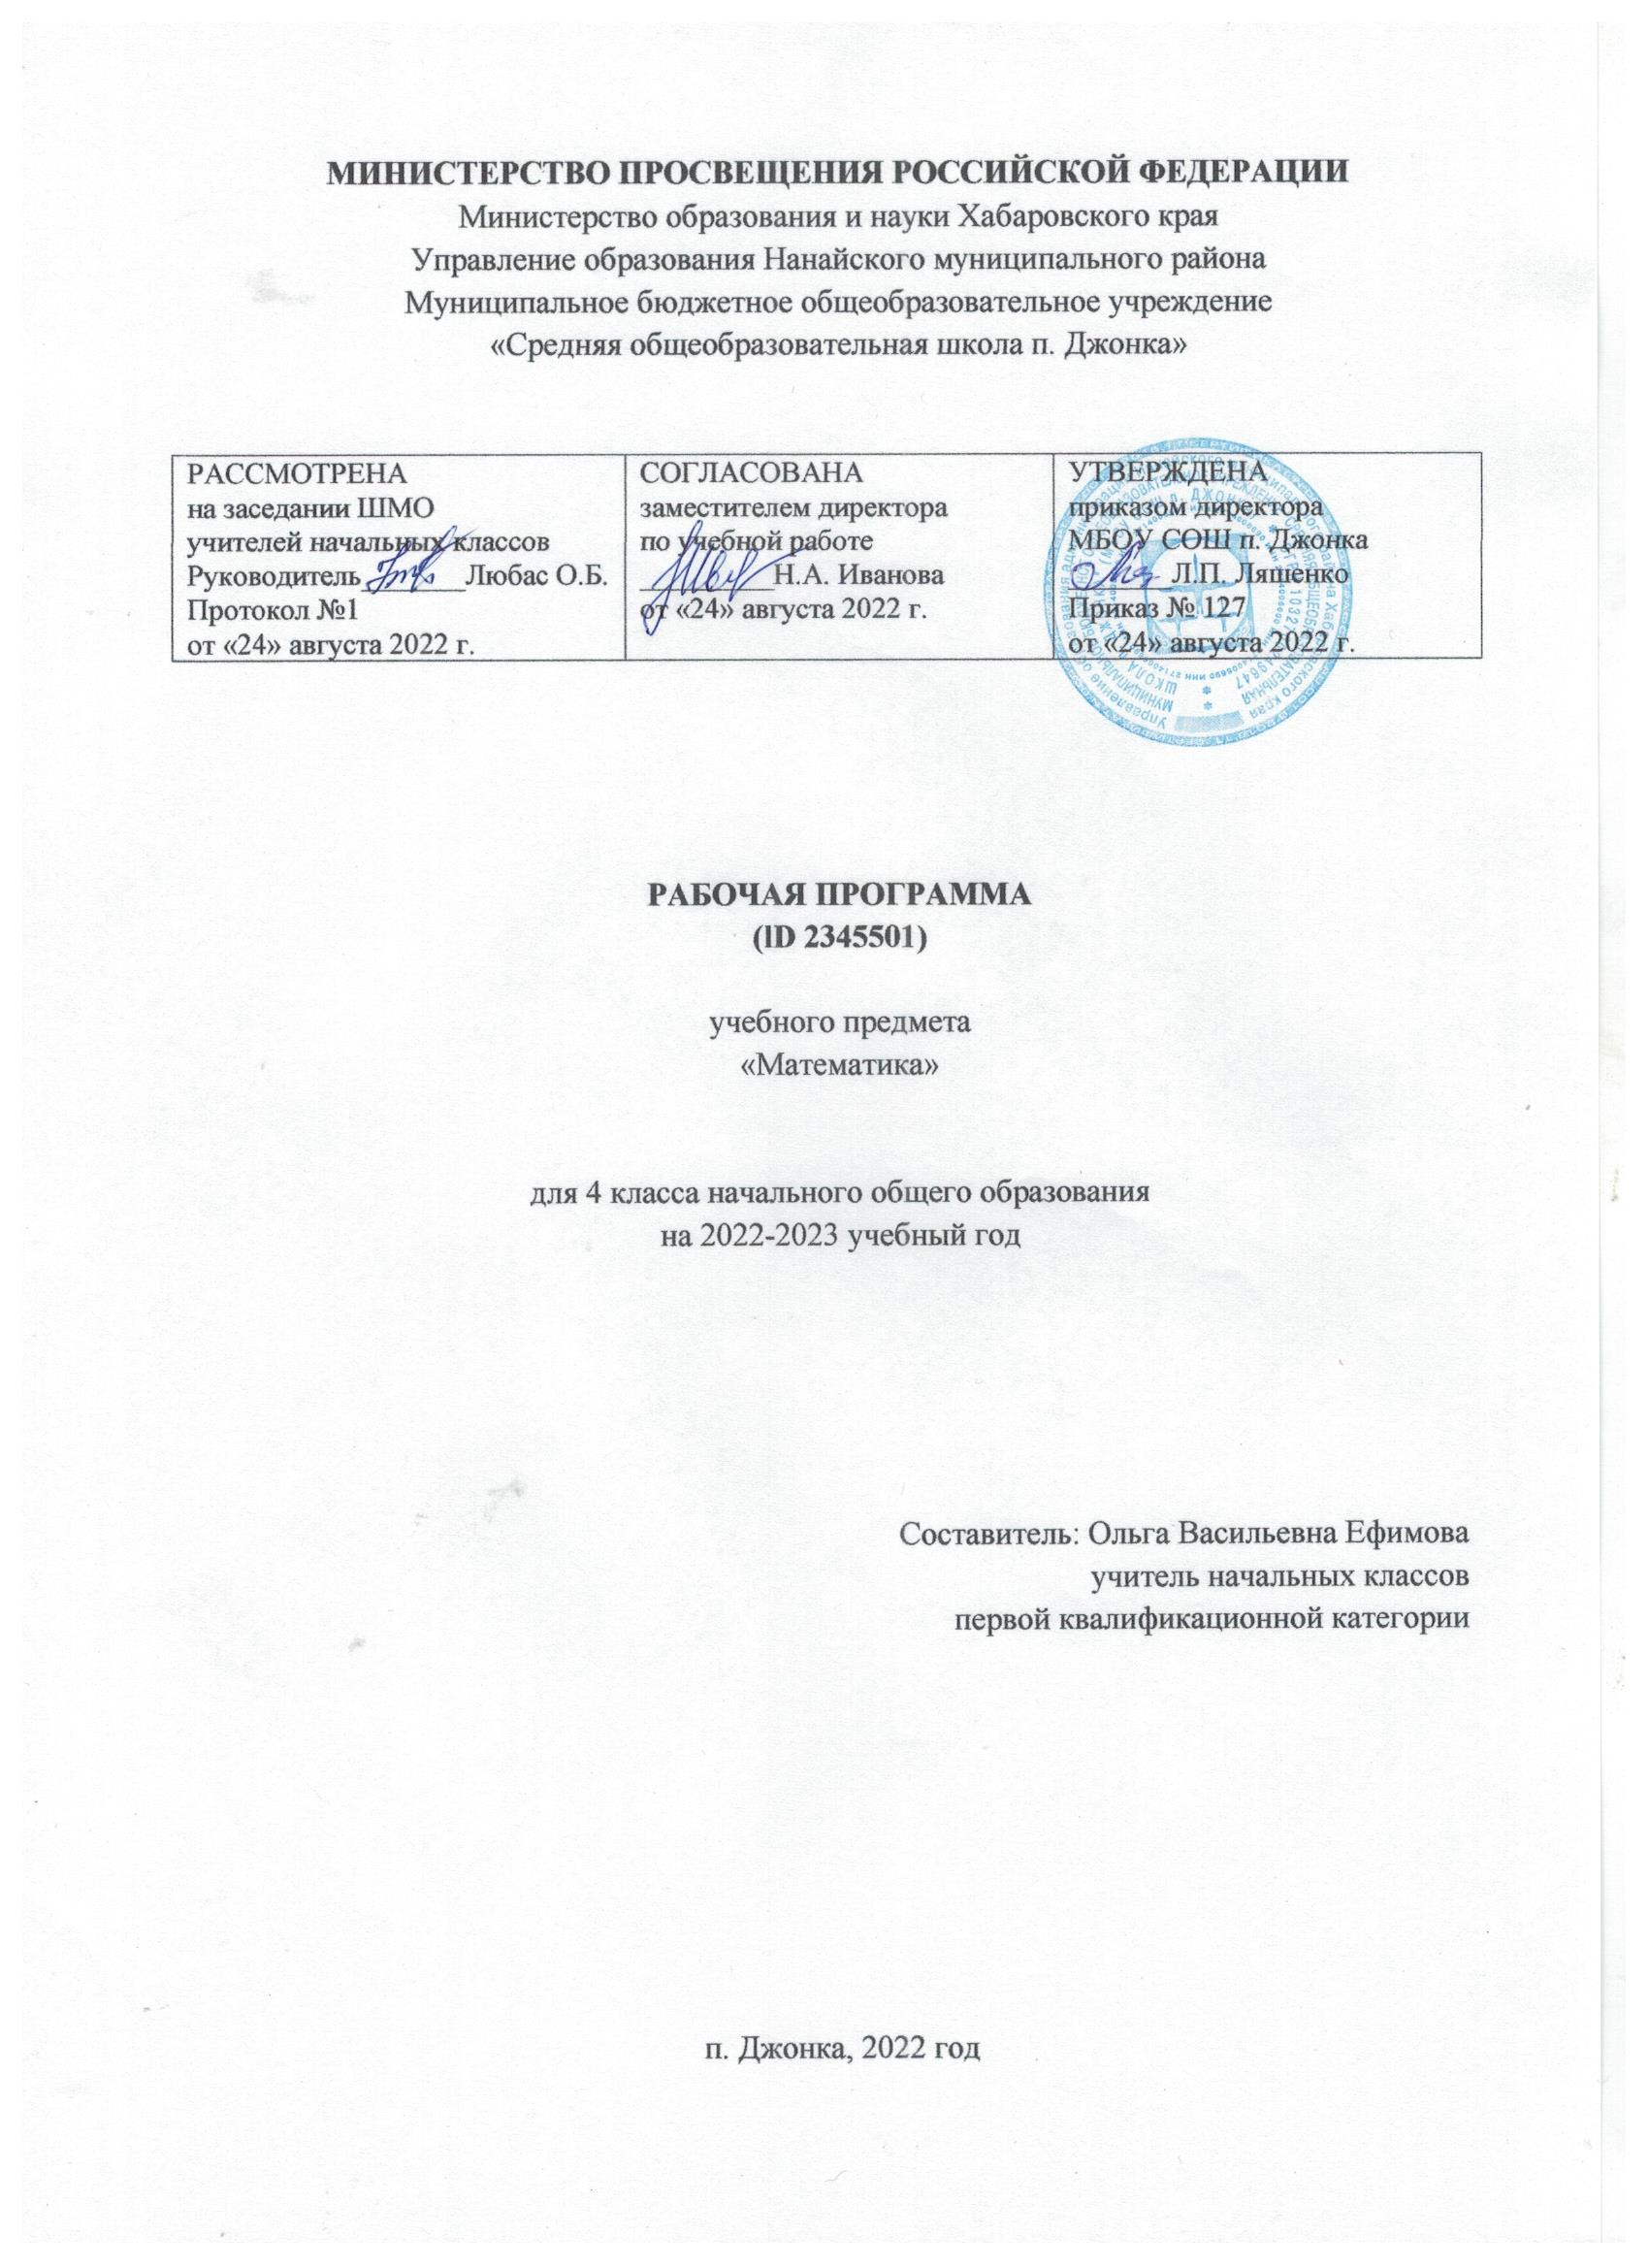 МИНИСТЕРСТВО ПРОСВЕЩЕНИЯ РОССИЙСКОЙ ФЕДЕРАЦИИ
Министерство образования и науки Хабаровского края
Управление образования Нанайского муниципального района
Муниципальное бюджетное общеобразовательное учреждение
«Средняя общеобразовательная школа п. Джонка»
РАССМОТРЕНА
на заседании ШМО
учителей начальных классов
Руководитель_______Любас О.Б.
Протокол №1
от «24» августа 2022 г.
СОГЛАСОВАНА
заместителем директора
по учебной работе
_________Н.А. Иванова
от «24» августа 2022 г.
УТВЕРЖДЕНА
приказом директора
МБОУ СОШ п. Джонка
_______Л.П. Ляшенко
Приказ № 127
от «24» августа 2022 г.
РАБОЧАЯ ПРОГРАММА
(ID 2345501)
учебного предмета
«Математика»
для 4 класса начального общего образования
на 2022-2023 учебный год
Составитель: Ольга Васильевна Ефимова
учитель начальных классов
первой квалификационной категории
п. Джонка, 2022 год